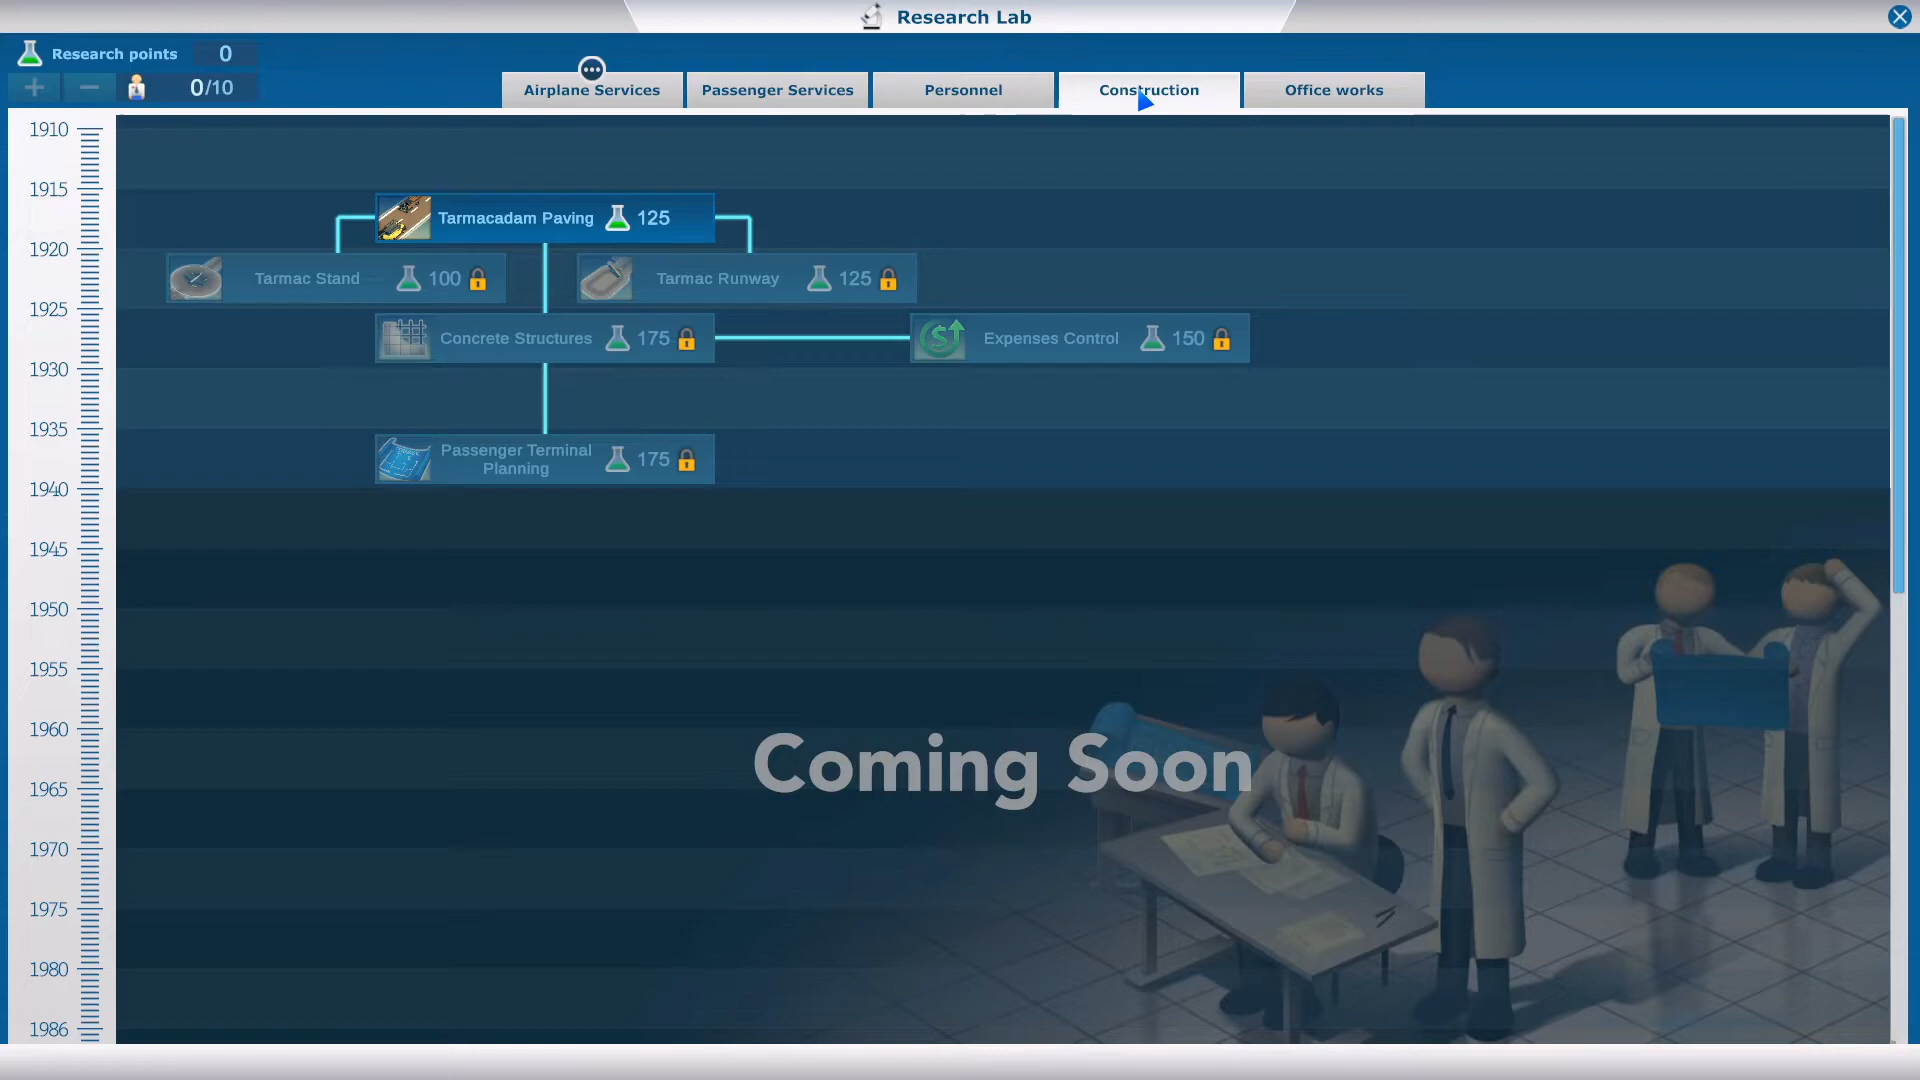 Research Lab
Research points 0
0/10
Airplane Services
Passenger Services
Personnel
Construction
Office works
1910
1915
Tarmacadam Paving 125
1920
Tarmac Stand 100
Tarmac Runway 125
1925
Concrete Structures 175
Expenses Control 150
1930
1935
Passenger Terminal
Planning
175
1940
1945
1950
1955
1960
Coming Soon
1965
1970
1975
1980
1986